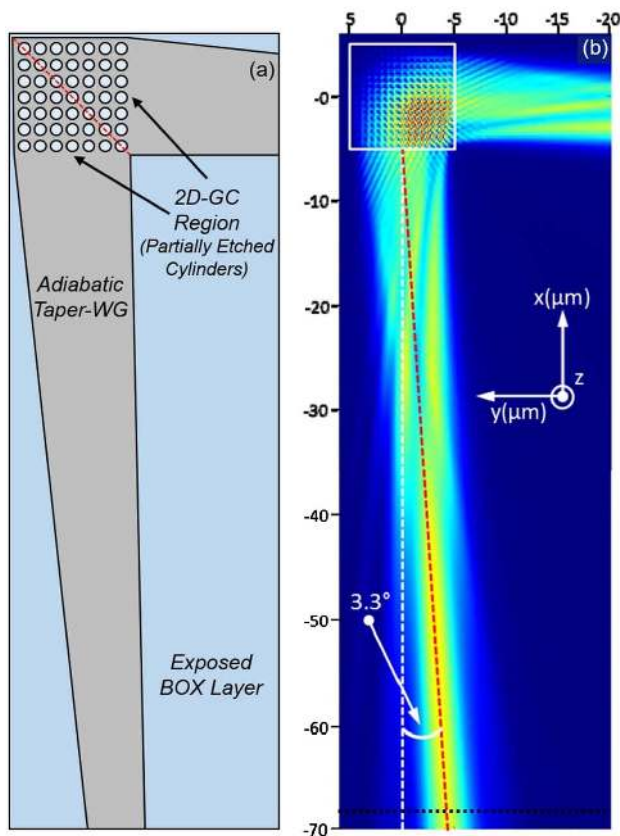 (a)
2D-GC
Region
(Partially Etched
Cylinders)
Adiabatic
Taper-WG
Exposed
BOX Layer
5 0 -5 -10 -15 -20
(b)
-0
-10
-20
-30
-40
-50
-60
-70
x(μm)
z
y(μm)
3.3°